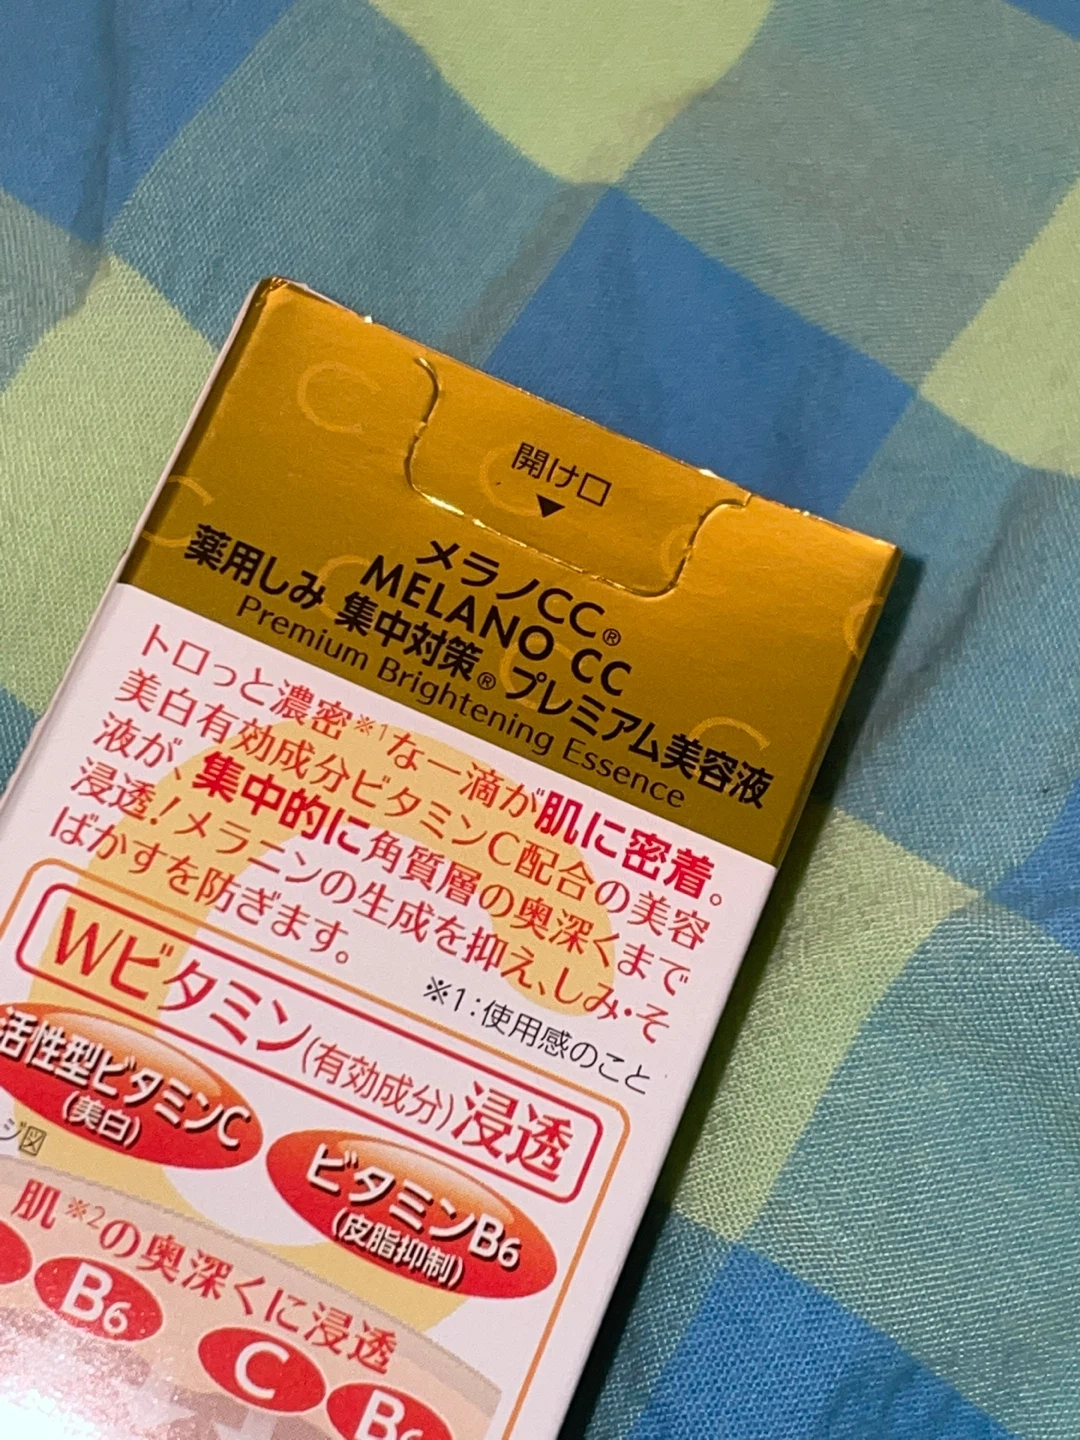 開け口
▼
メラノCC®
MELANO CC
薬用しみ 集中対策® プレミアム美容液
Premium Brightening Essence
トロっと濃密※1な一滴が肌に密着。
美白有効成分ビタミンC配合の美容
液が、集中的に角質層の奥深くまで
浸透!メラニンの生成を抑え、しみ・そ
ばかすを防ぎます。
※1:使用感のこと
Wビタミン(有効成分)浸透
活性型ビタミンC
(美白)
ビタミンB6
(皮脂抑制)
ジ図
肌※2の奥深くに浸透
B6
C
B6